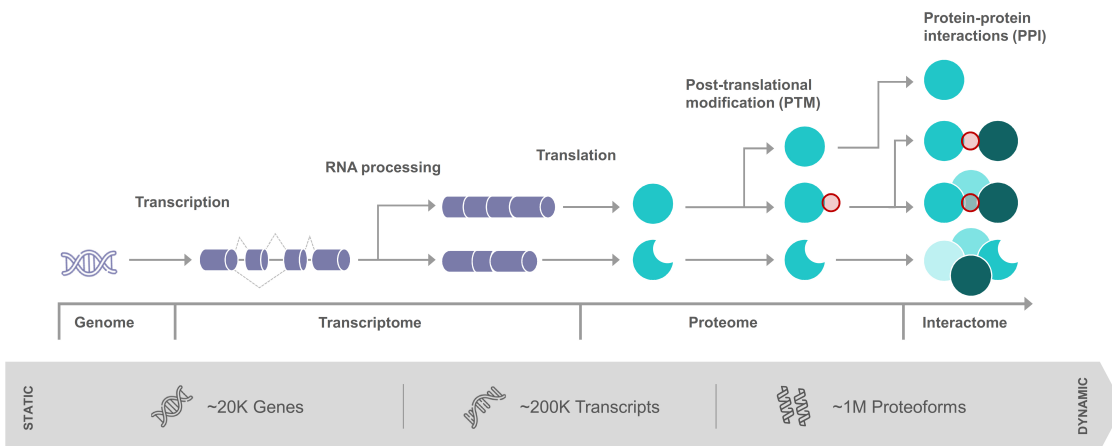 Protein-protein
interactions (PPI)
Post-translational
modification (PTM)
Translation
RNA processing
Transcription
Genome
Transcriptome
Proteome
Interactome
STATIC
~20K Genes
~200K Transcripts
~1M Proteoforms
DYNAMIC